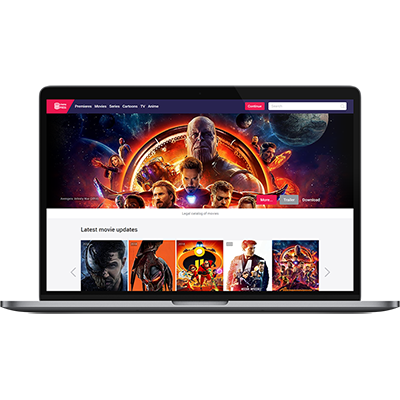 Premieres Movies Series Cartoons TV Anime
Continue
Search
Avengers: Infinity War (2018)
More...
Trailer
Download
Legal catalog of movies
Latest movie updates